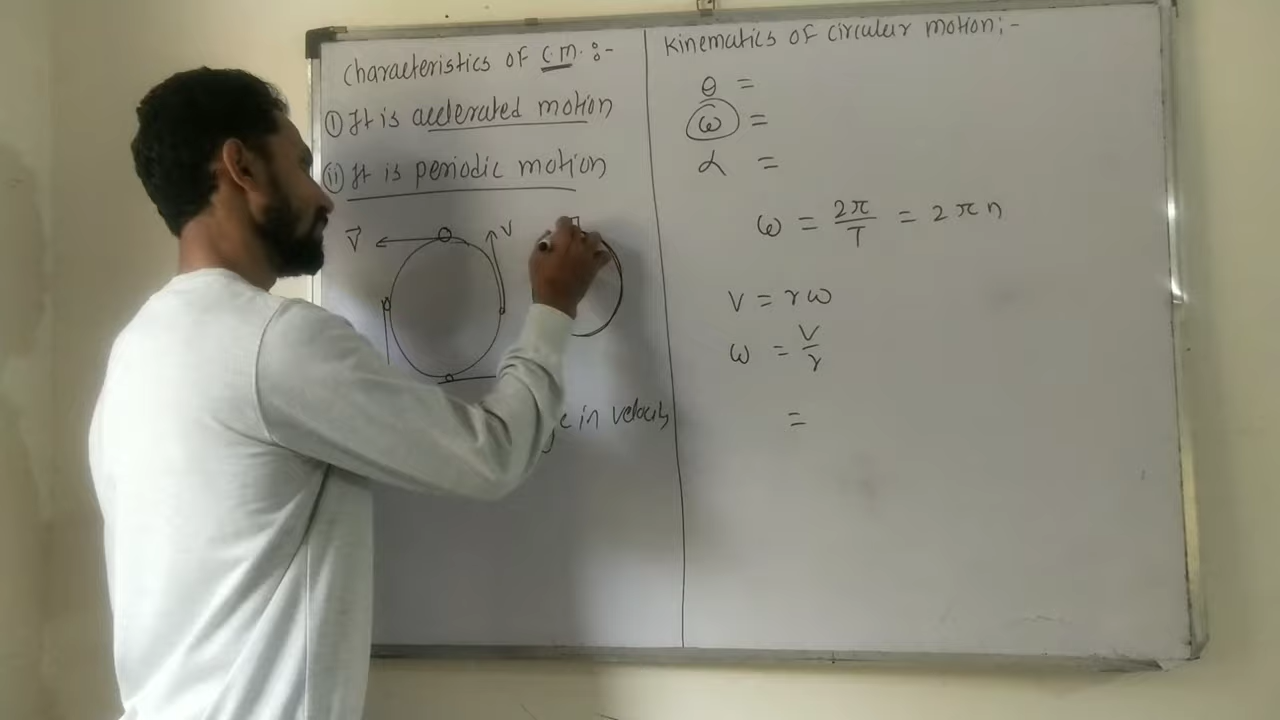 characteristics of C.M. :-
(i) It is accelerated motion
(ii) It is periodic motion
V⃗
V
in velocity
Kinematics of circular motion:-
θ =
ω =
α =
ω = 2π/T = 2πn
V = rω
ω = V/r
=